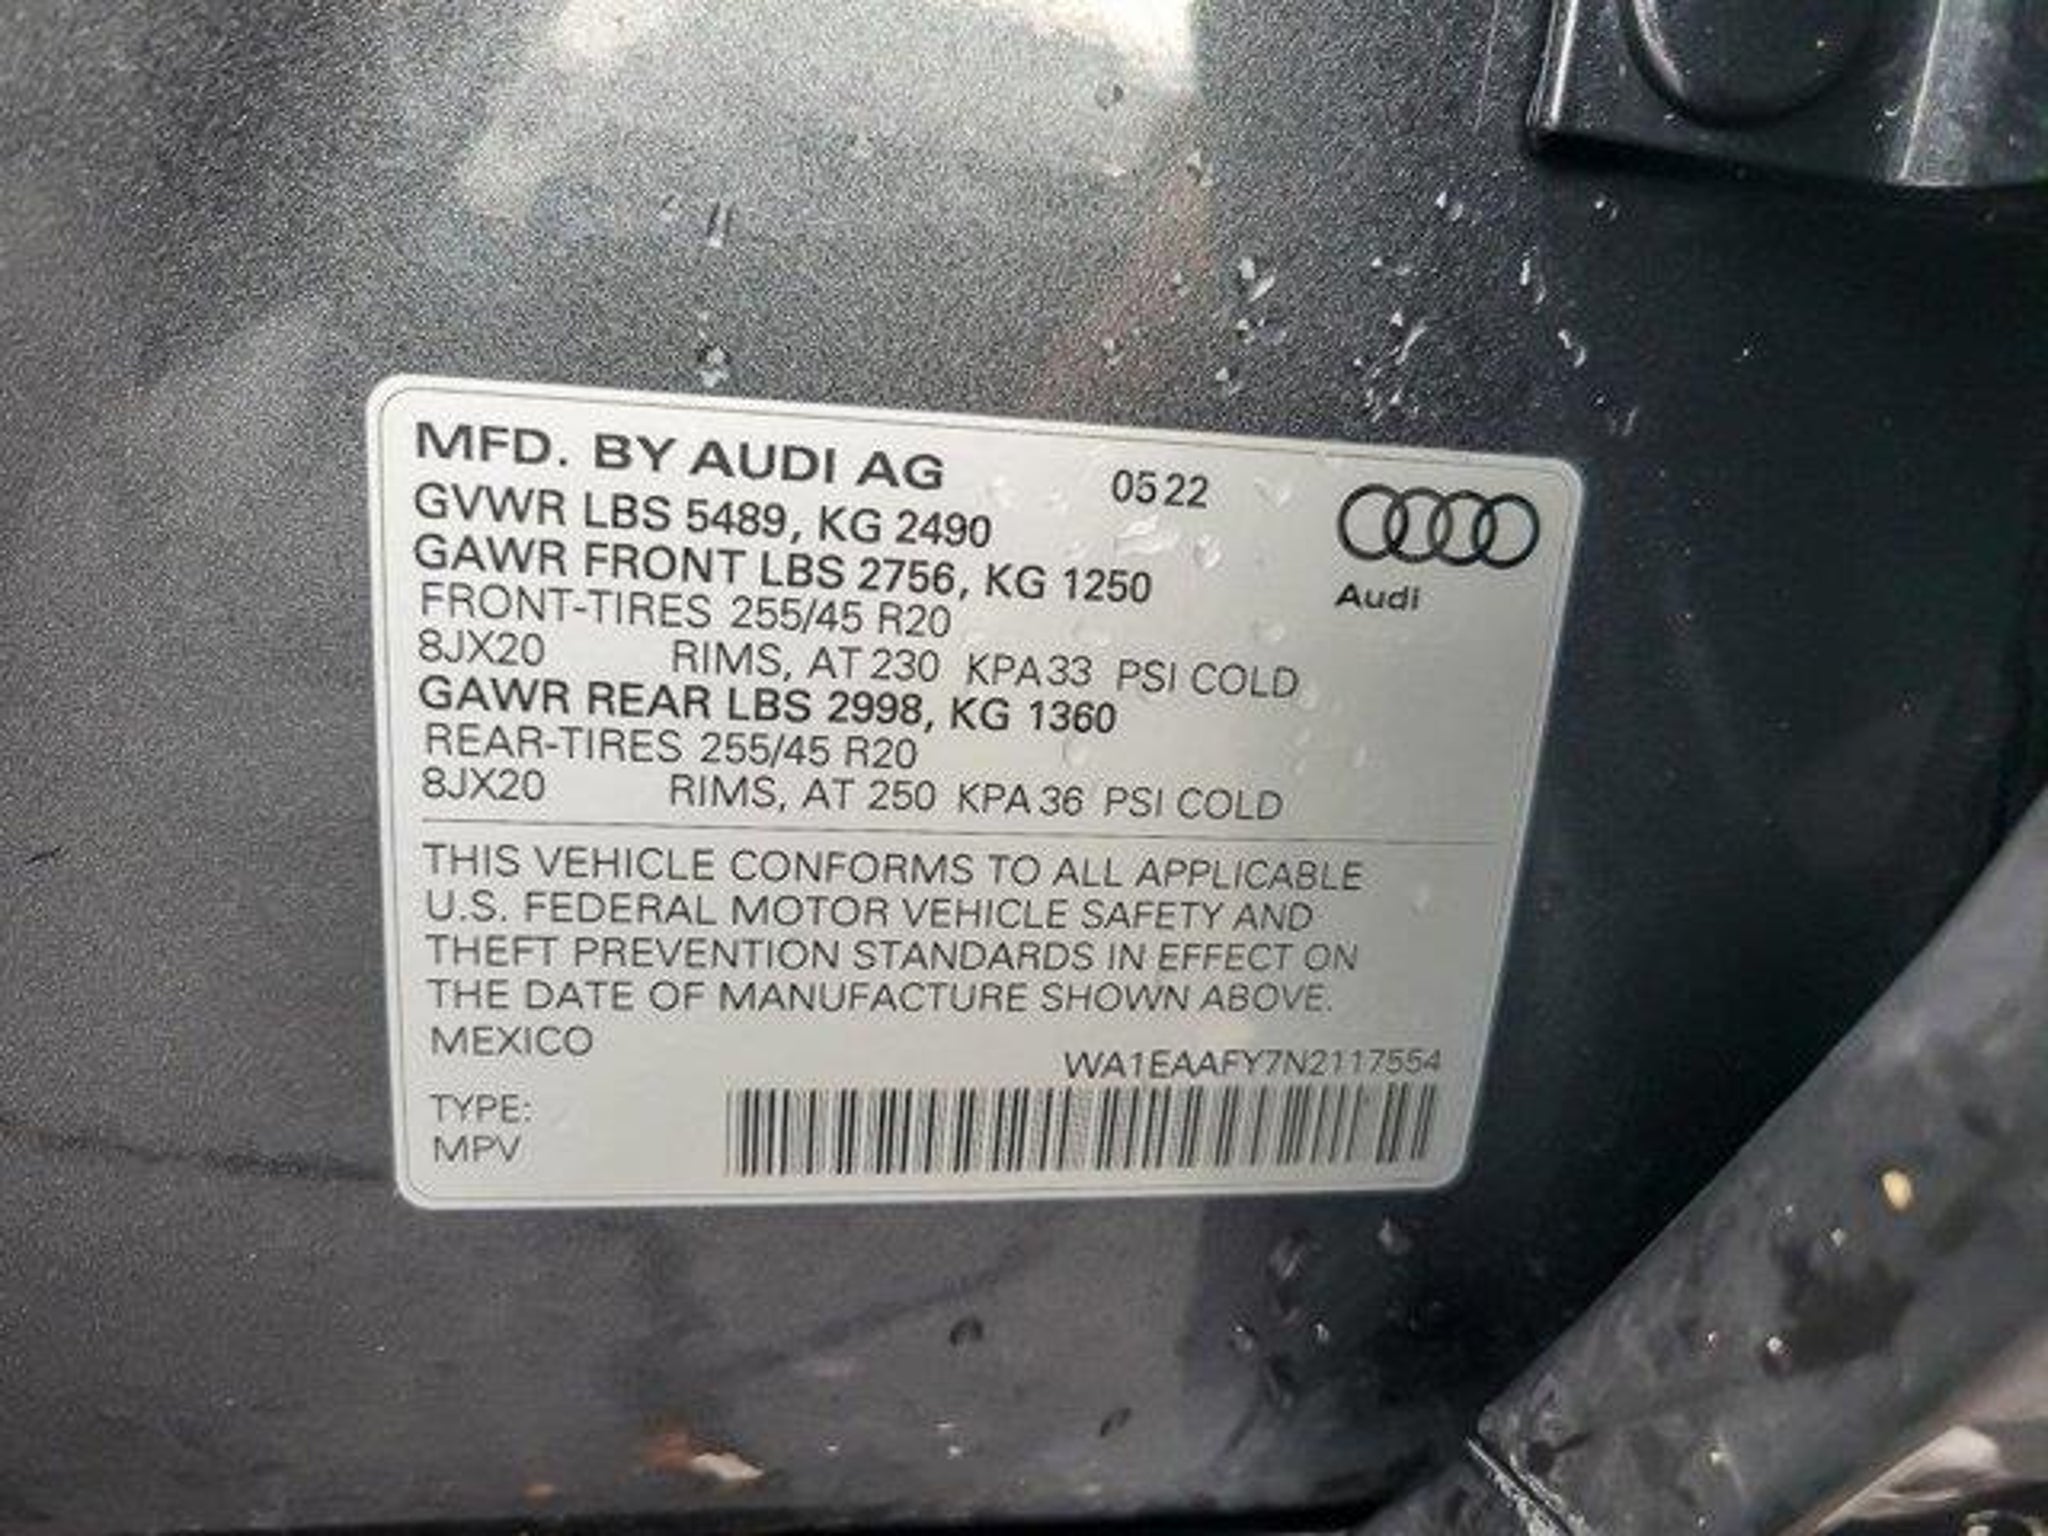 MFD. BY AUDI AG 0522
GVWR LBS 5489, KG 2490
GAWR FRONT LBS 2756, KG 1250
Audi
FRONT-TIRES 255/45 R20
8JX20 RIMS, AT 230 KPA 33 PSI COLD
GAWR REAR LBS 2998, KG 1360
REAR-TIRES 255/45 R20
8JX20 RIMS, AT 250 KPA 36 PSI COLD
THIS VEHICLE CONFORMS TO ALL APPLICABLE
U.S. FEDERAL MOTOR VEHICLE SAFETY AND
THEFT PREVENTION STANDARDS IN EFFECT ON
THE DATE OF MANUFACTURE SHOWN ABOVE.
MEXICO
WA1EAAFY7N2117554
TYPE:
MPV